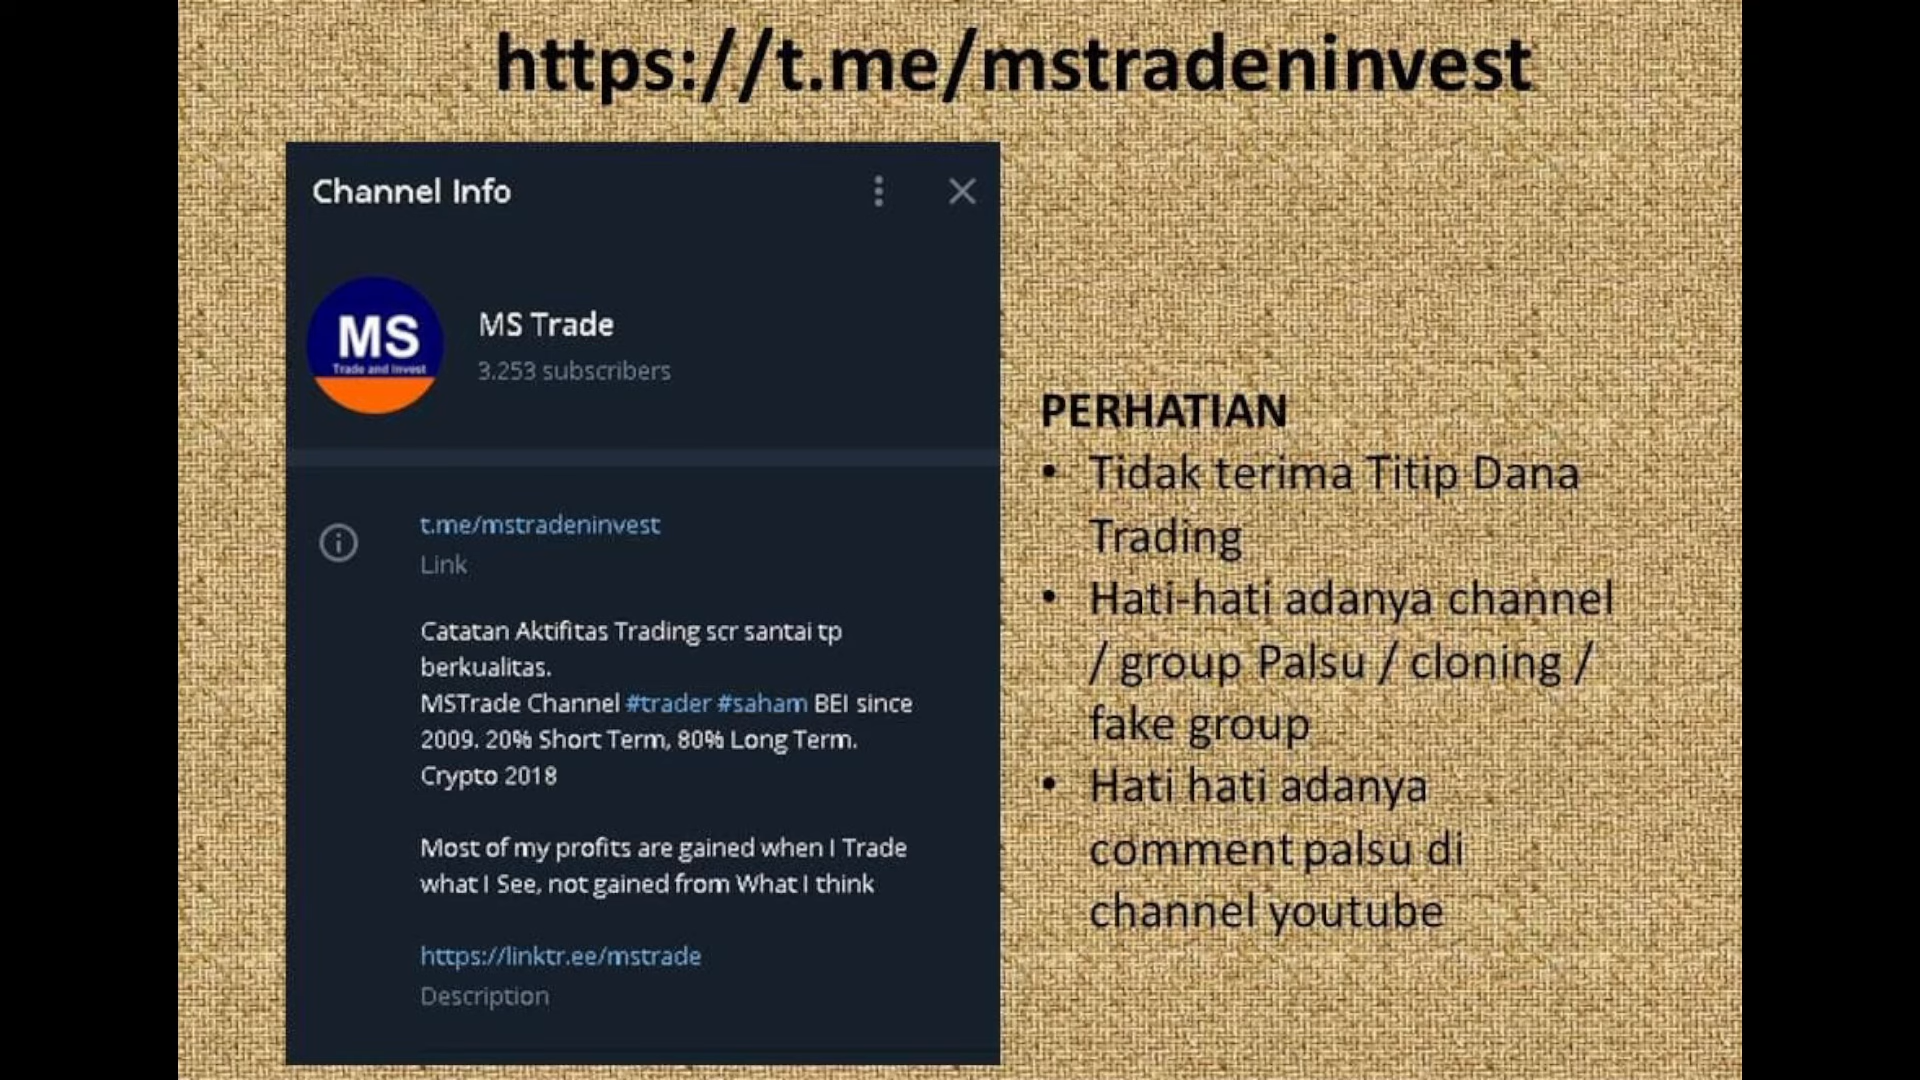 https://t.me/mstradeninvest
Channel Info
MS
Trade and Invest
MS Trade
3.253 subscribers
t.me/mstradeninvest
Link
Catatan Aktifitas Trading scr santai tp
berkualitas.
MSTrade Channel #trader #saham BEI since
2009. 20% Short Term, 80% Long Term.
Crypto 2018
Most of my profits are gained when I Trade
what I See, not gained from What I think
https://linktr.ee/mstrade
Description
PERHATIAN
• Tidak terima Titip Dana
Trading
• Hati-hati adanya channel
/ group Palsu / cloning /
fake group
• Hati hati adanya
comment palsu di
channel youtube